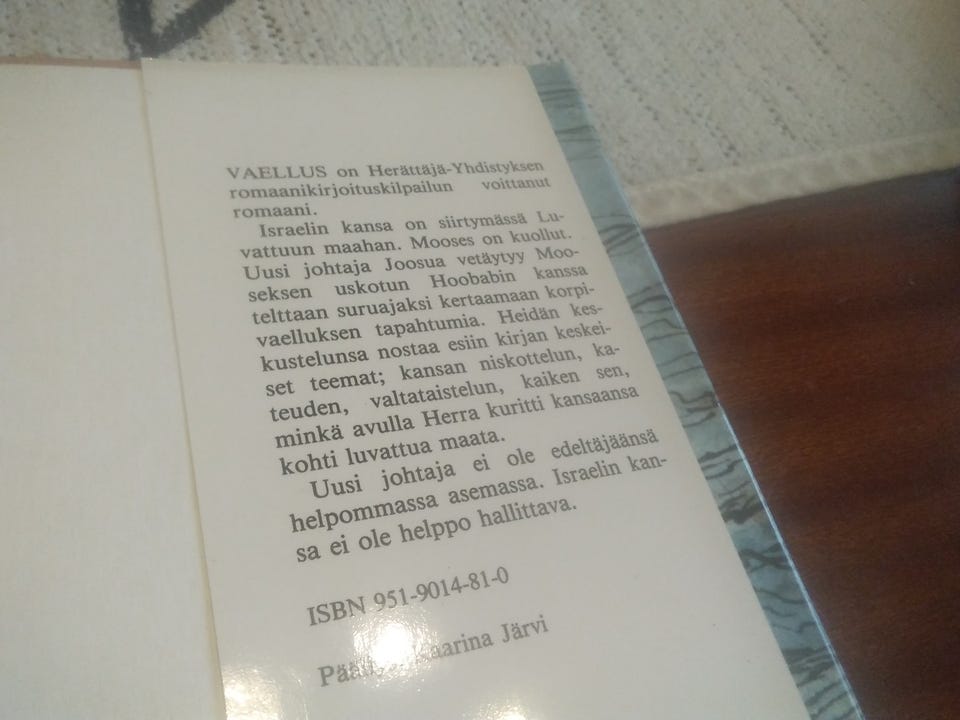 VAELLUS on Herättäjä-Yhdistyksen
romaanikirjoituskilpailun voittanut
romaani.
Israelin kansa on siirtymässä Lu-
vattuun maahan. Mooses on kuollut.
Uusi johtaja Joosua vetäytyy Moo-
seksen uskotun Hoobabin kanssa
telttaan suruajaksi kertaamaan korpi-
vaelluksen tapahtumia. Heidän kes-
kustelunsa nostaa esiin kirjan keskei-
set teemat; kansan niskottelun, ka-
teuden, valtataistelun, kaiken sen,
minkä avulla Herra kuritti kansaansa
kohti luvattua maata.
Uusi johtaja ei ole edeltäjäänsä
helpommassa asemassa. Israelin kan-
sa ei ole helppo hallittava.
ISBN 951-9014-81-0
Järvi